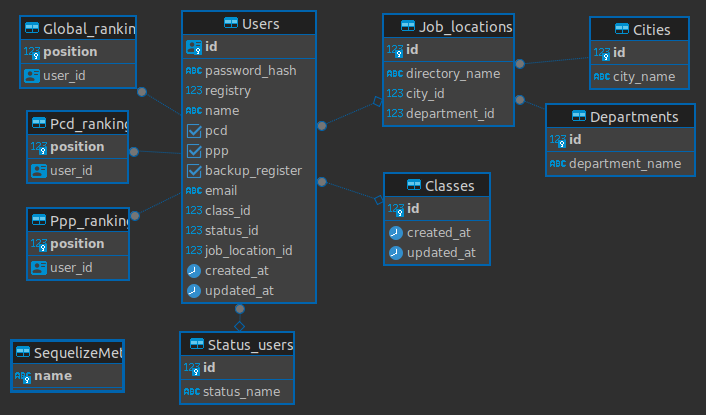 Global_ranking
123 position
user_id
Pcd_ranking
123 position
user_id
Ppp_ranking
123 position
user_id
SequelizeMet
ABC name
Users
id
ABC password_hash
123 registry
ABC name
pcd
ppp
backup_register
ABC email
123 class_id
123 status_id
123 job_location_id
created_at
updated_at
Status_users
123 id
ABC status_name
Job_locations
123 id
ABC directory_name
123 city_id
123 department_id
Classes
123 id
created_at
updated_at
Cities
123 id
ABC city_name
Departments
123 id
ABC department_name